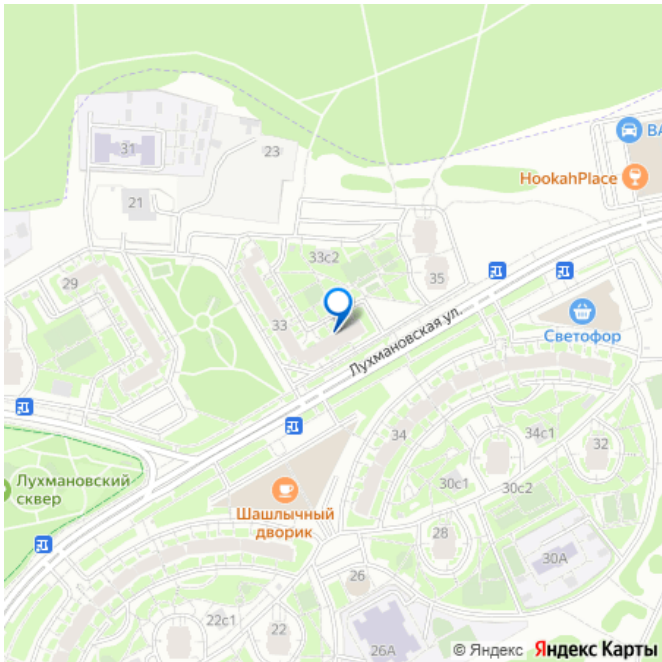 31
23
ВА
HookahPlace
21
33с2
29
35
33
Светофор
Лухмановская ул.
34
34с1
32
Лухмановский
сквер
30с1
30с2
Шашлычный
дворик
28
30А
26
22с1
22
26А
© Яндекс Яндекс Карты